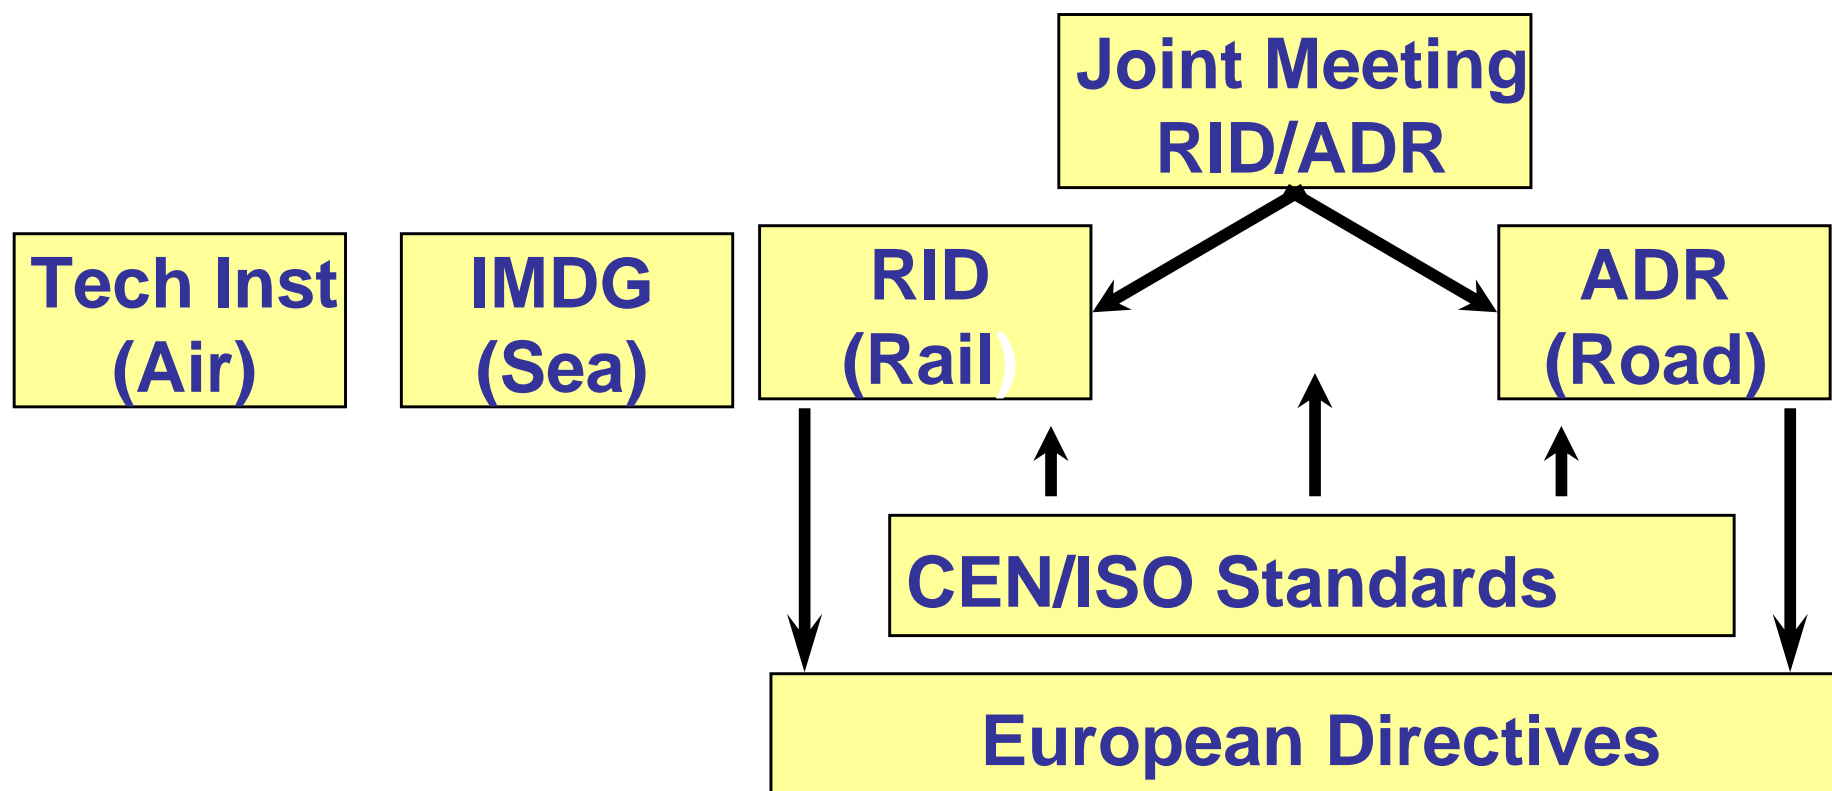 Joint Meeting
RID/ADR
Tech Inst
(Air)
IMDG
(Sea)
RID
(Rail)
ADR
(Road)
CEN/ISO Standards
European Directives